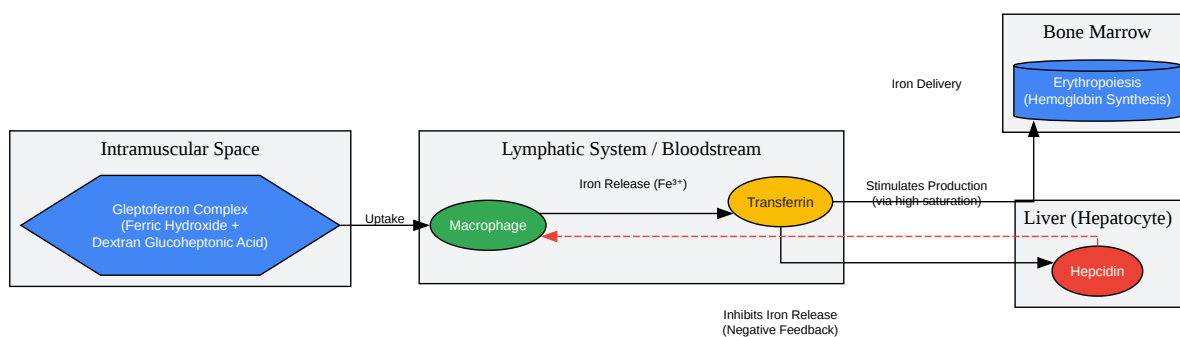 Bone Marrow
Iron Delivery
Erythropoiesis
(Hemoglobin Synthesis)
Intramuscular Space
Gleptoferron Complex
(Ferric Hydroxide +
Dextran Glucoheptonic Acid)
Uptake
Lymphatic System / Bloodstream
Macrophage
Iron Release (Fe³⁺)
Transferrin
Stimulates Production
(via high saturation)
Liver (Hepatocyte)
Hepcidin
Inhibits Iron Release
(Negative Feedback)